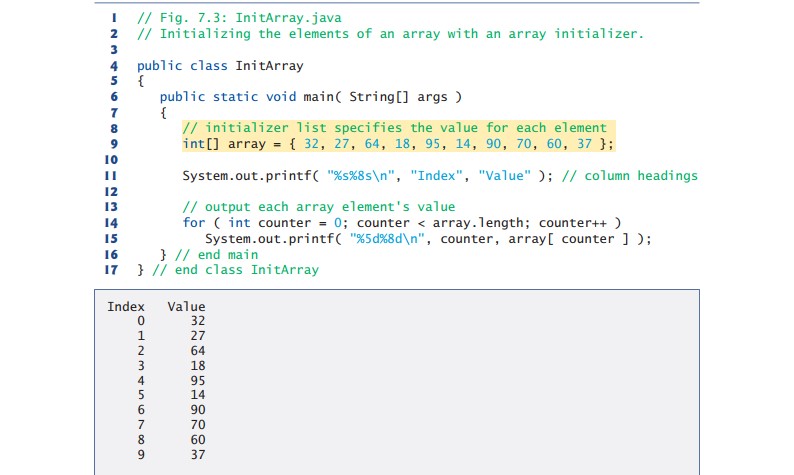 1 // Fig. 7.3: InitArray.java
2 // Initializing the elements of an array with an array initializer.
3
4 public class InitArray
5 {
6 public static void main( String[] args )
7 {
8 // initializer list specifies the value for each element
9 int[] array = { 32, 27, 64, 18, 95, 14, 90, 70, 60, 37 };
10
11 System.out.printf( "%s%8s\n", "Index", "Value" ); // column headings
12
13 // output each array element's value
14 for ( int counter = 0; counter < array.length; counter++ )
15 System.out.printf( "%5d%8d\n", counter, array[ counter ] );
16 } // end main
17 } // end class InitArray
Index Value
0 32
1 27
2 64
3 18
4 95
5 14
6 90
7 70
8 60
9 37